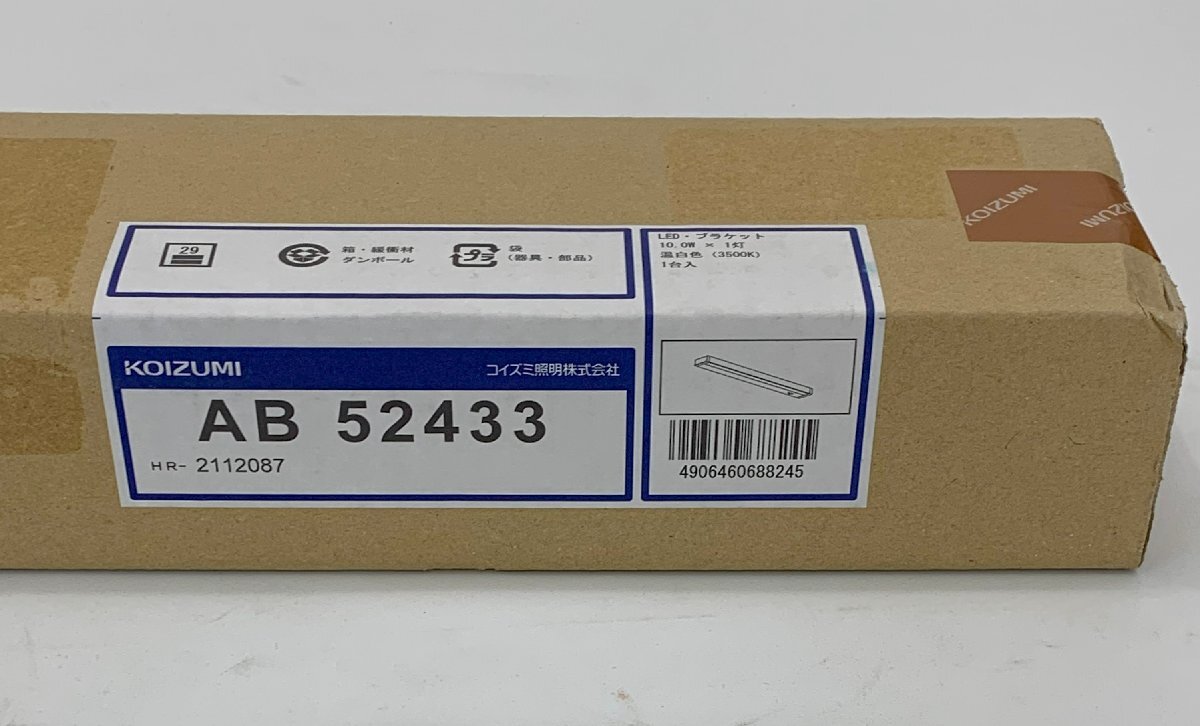 29
箱・緩衝材
ダンボール
プラ
袋
(器具・部品)
LED・ブラケット
10.0W × 1灯
温白色 (3500K)
1台入
KOIZUMI
コイズミ照明株式会社
AB 52433
HR- 2112087
4906460688245
KOIZUMI
KOIZUMI